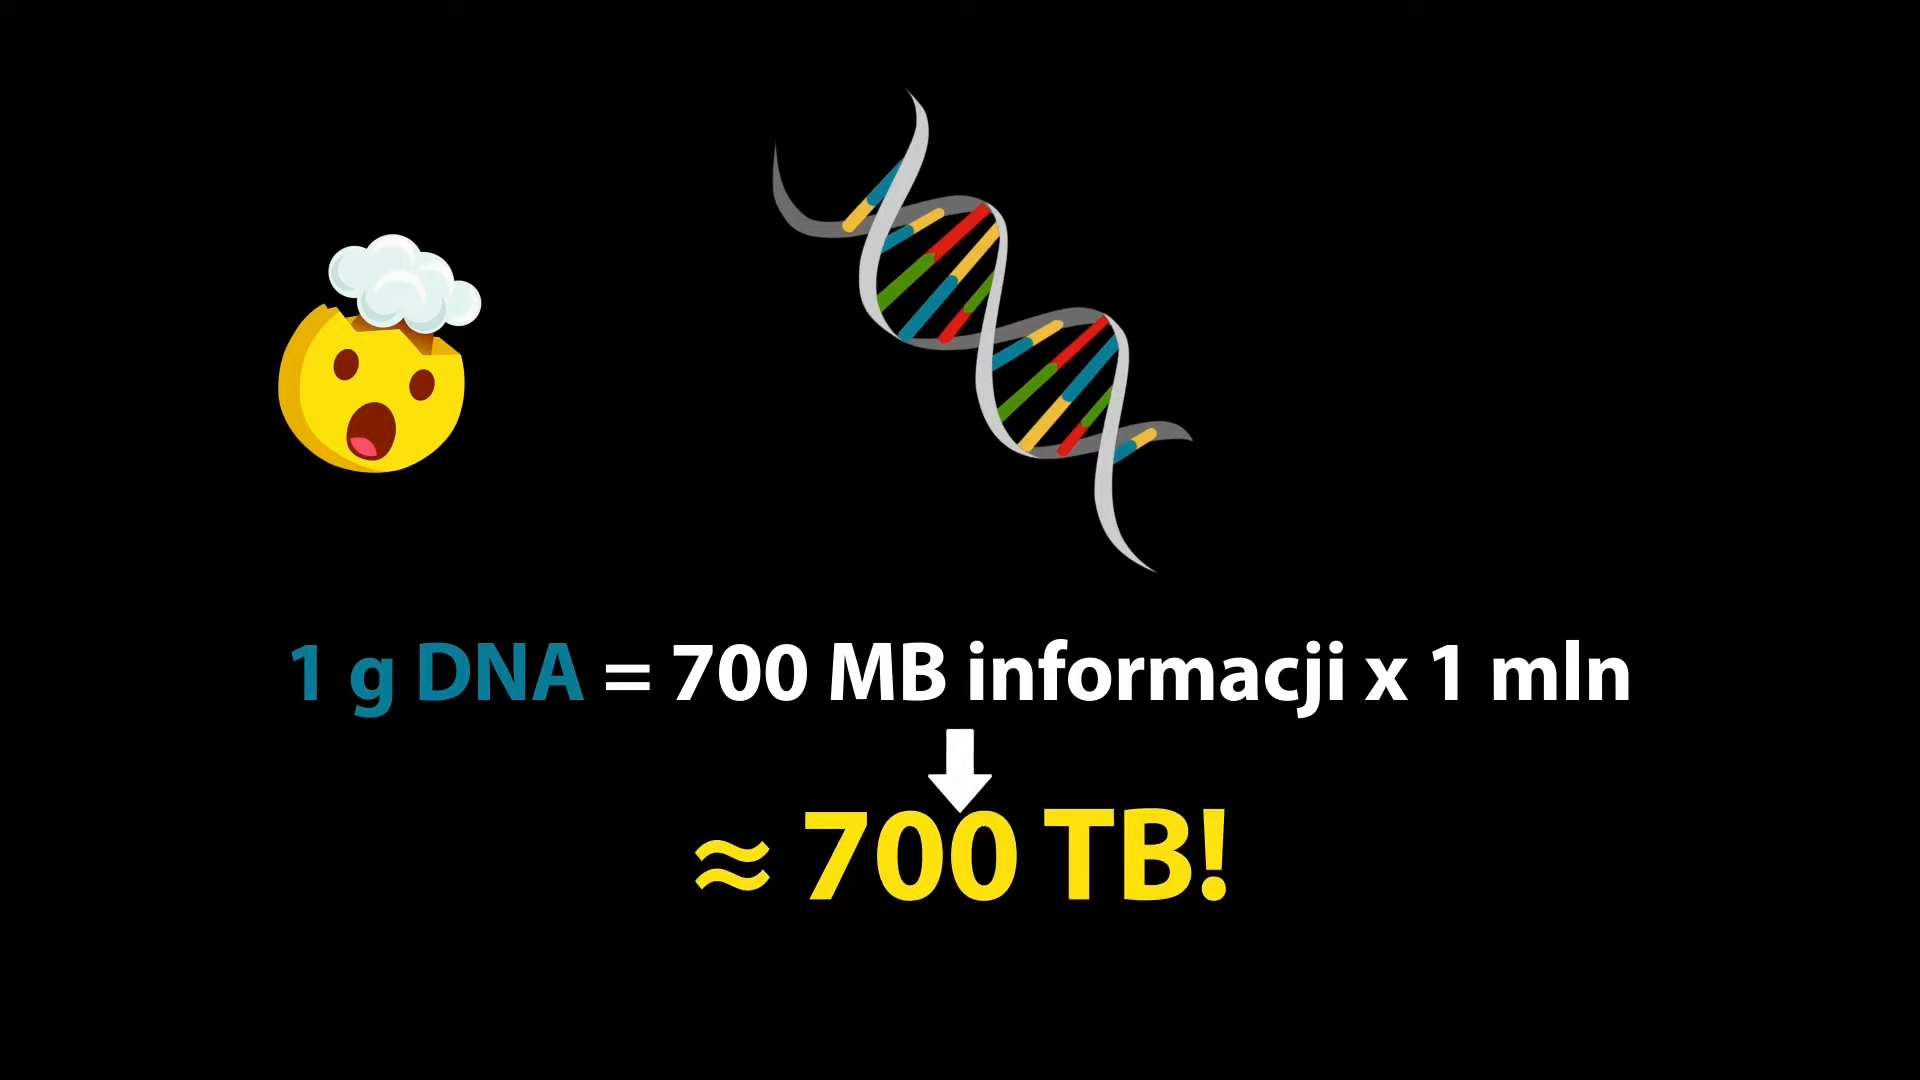 1 g DNA = 700 MB informacji x 1 mln
≈ 700 TB!